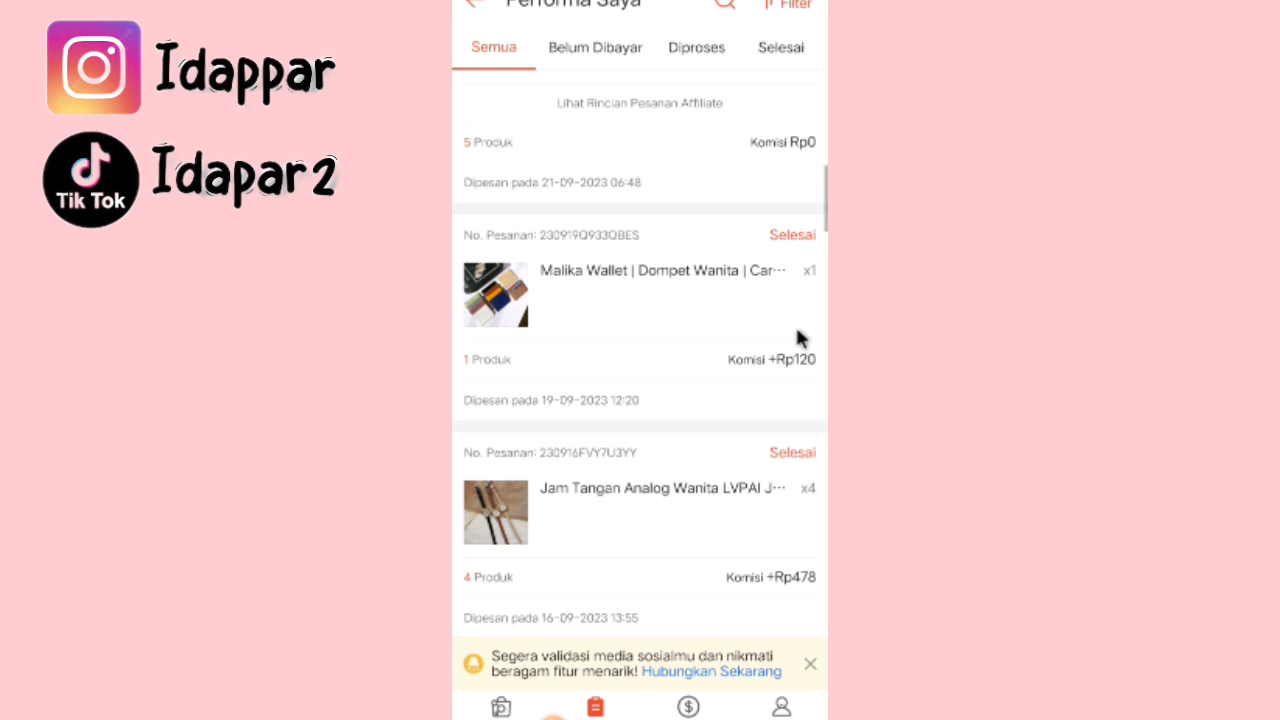 Idappar
Tik Tok
Idapar2
Performa Saya
Filter
Semua
Belum Dibayar
Diproses
Selesai
Lihat Rincian Pesanan Affiliate
5 Produk
Komisi Rp0
Dipesan pada 21-09-2023 06:48
No. Pesanan: 230919Q933QBES
Selesai
Malika Wallet | Dompet Wanita | Car···
x1
1 Produk
Komisi +Rp120
Dipesan pada 19-09-2023 12:20
No. Pesanan: 230916FVY7U3YY
Selesai
Jam Tangan Analog Wanita LVPAI J···
x4
4 Produk
Komisi +Rp478
Dipesan pada 16-09-2023 13:55
Segera validasi media sosialmu dan nikmati
beragam fitur menarik! Hubungkan Sekarang